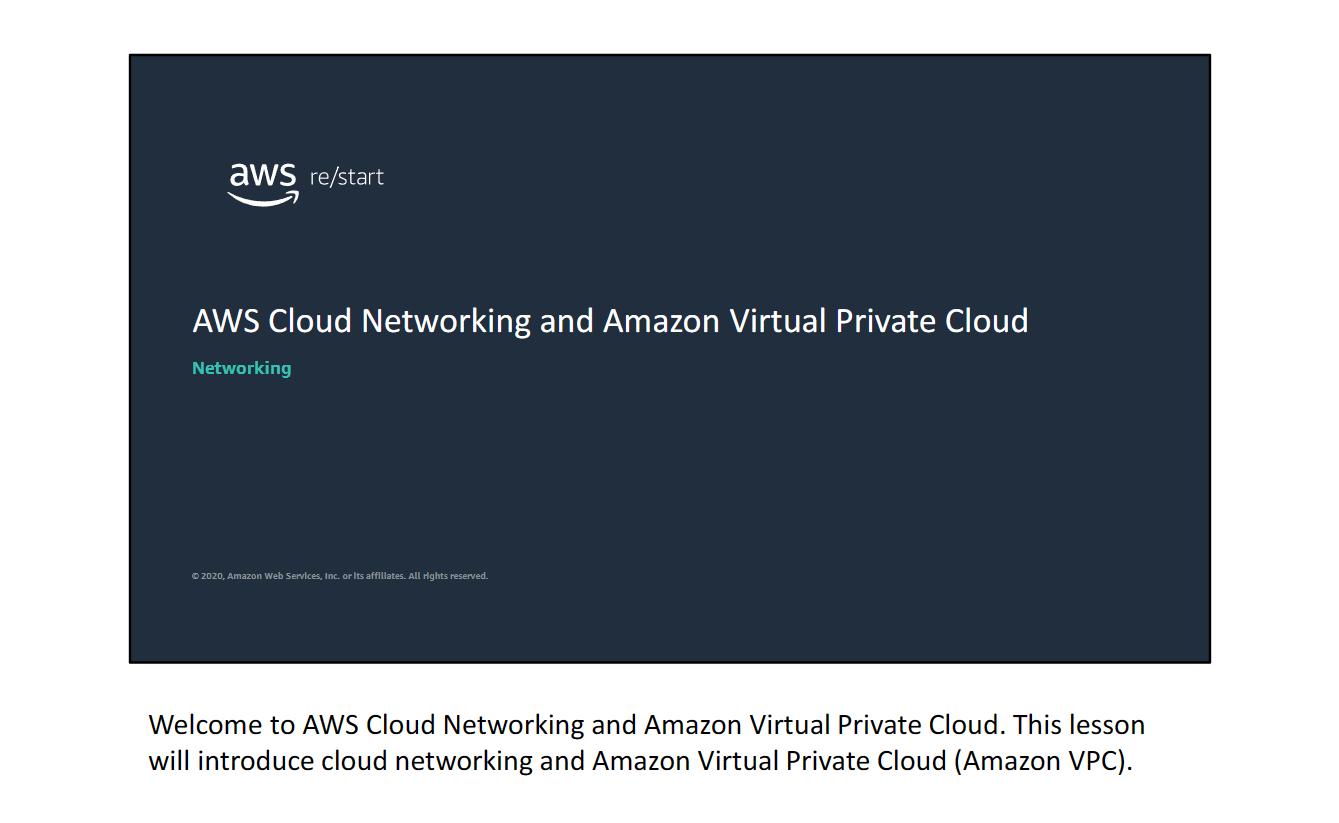 aws re/start
AWS Cloud Networking and Amazon Virtual Private Cloud
Networking
© 2020, Amazon Web Services, Inc. or its affiliates. All rights reserved.
Welcome to AWS Cloud Networking and Amazon Virtual Private Cloud. This lesson
will introduce cloud networking and Amazon Virtual Private Cloud (Amazon VPC).